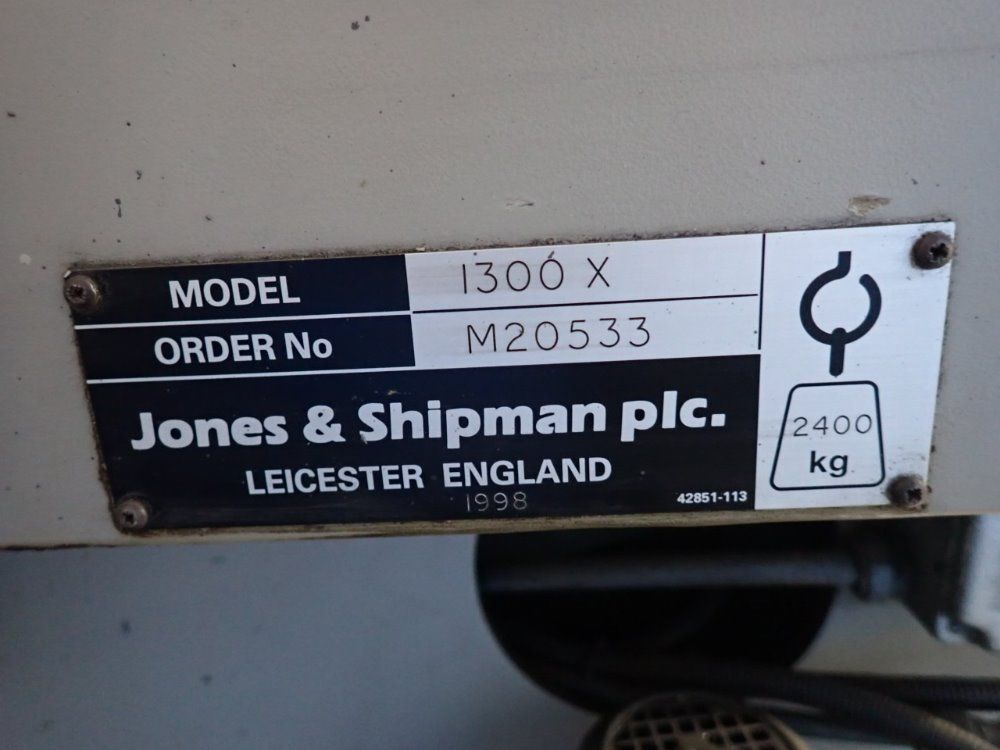 MODEL 1300 X
ORDER No M20533
Jones & Shipman plc.
LEICESTER ENGLAND
1998
42851-113
2400
kg